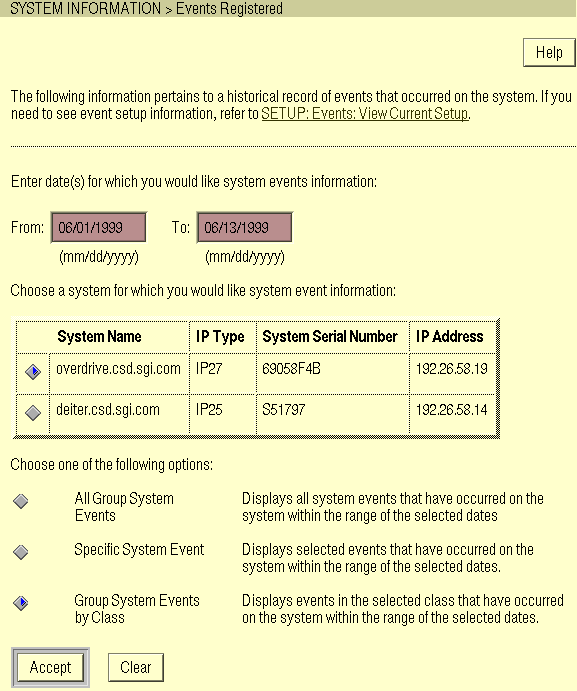 SYSTEM INFORMATION > Events Registered
Help
The following information pertains to a historical record of events that occurred on the system. If you
need to see event setup information, refer to SETUP: Events: View Current Setup.
Enter date(s) for which you would like system events information:
From: 06/01/1999 To: 06/13/1999
(mm/dd/yyyy) (mm/dd/yyyy)
Choose a system for which you would like system event information:
System Name IP Type System Serial Number IP Address
overdrive.csd.sgi.com IP27 69058F4B 192.26.58.19
deiter.csd.sgi.com IP25 S51797 192.26.58.14
Choose one of the following options:
All Group System Displays all system events that have occurred on the
Events system within the range of the selected dates
Specific System Event Displays selected events that have occurred on the
system within the range of the selected dates.
Group System Events Displays events in the selected class that have occurred
by Class on the system within the range of the selected dates.
Accept Clear